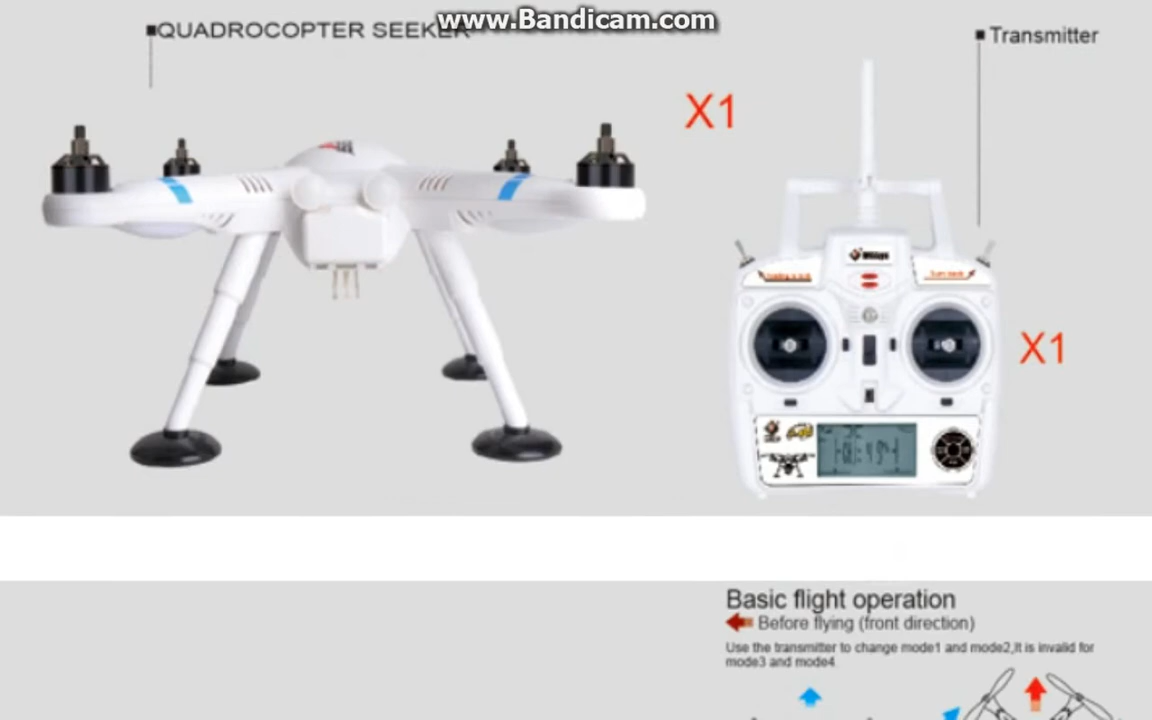 www.Bandicam.com
QUADROCOPTER SEEKER
Transmitter
X1
X1
Basic flight operation
Before flying (front direction)
Use the transmitter to change mode1 and mode2,It is invalid for
mode3 and mode4